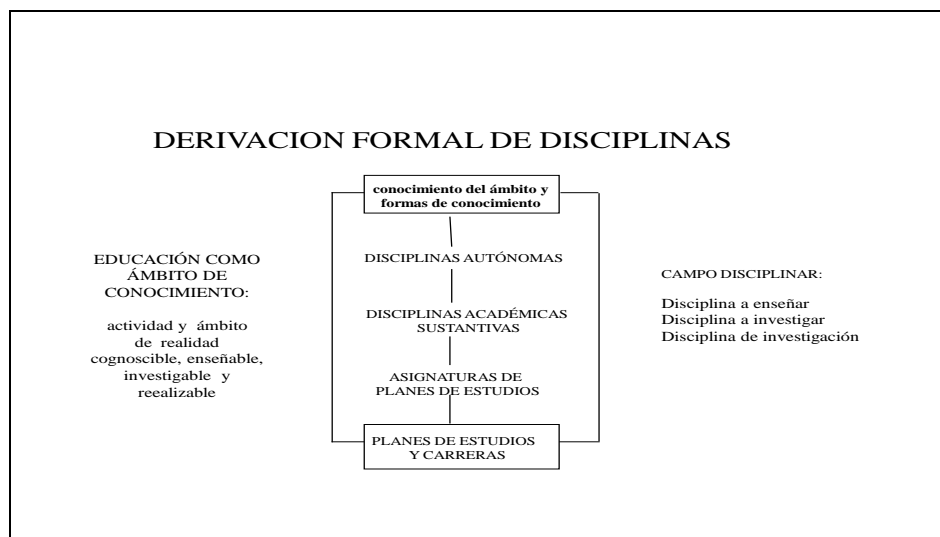 DERIVACION FORMAL DE DISCIPLINAS
conocimiento del ámbito y
formas de conocimiento
EDUCACIÓN COMO
ÁMBITO DE
CONOCIMIENTO:
actividad y ámbito
de realidad
cognoscible, enseñable,
investigable y
reealizable
DISCIPLINAS AUTÓNOMAS
DISCIPLINAS ACADÉMICAS
SUSTANTIVAS
ASIGNATURAS DE
PLANES DE ESTUDIOS
PLANES DE ESTUDIOS
Y CARRERAS
CAMPO DISCIPLINAR:
Disciplina a enseñar
Disciplina a investigar
Disciplina de investigación